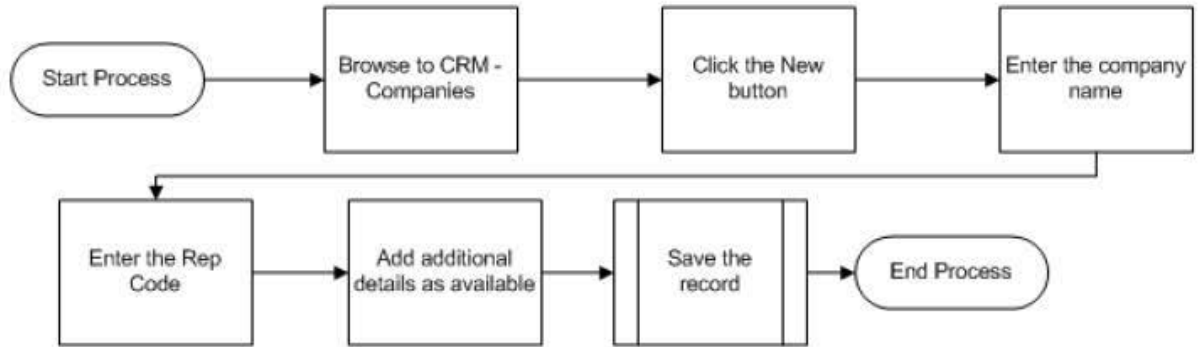 Start Process
Browse to CRM -
Companies
Click the New
button
Enter the company
name
Enter the Rep
Code
Add additional
details as available
Save the
record
End Process